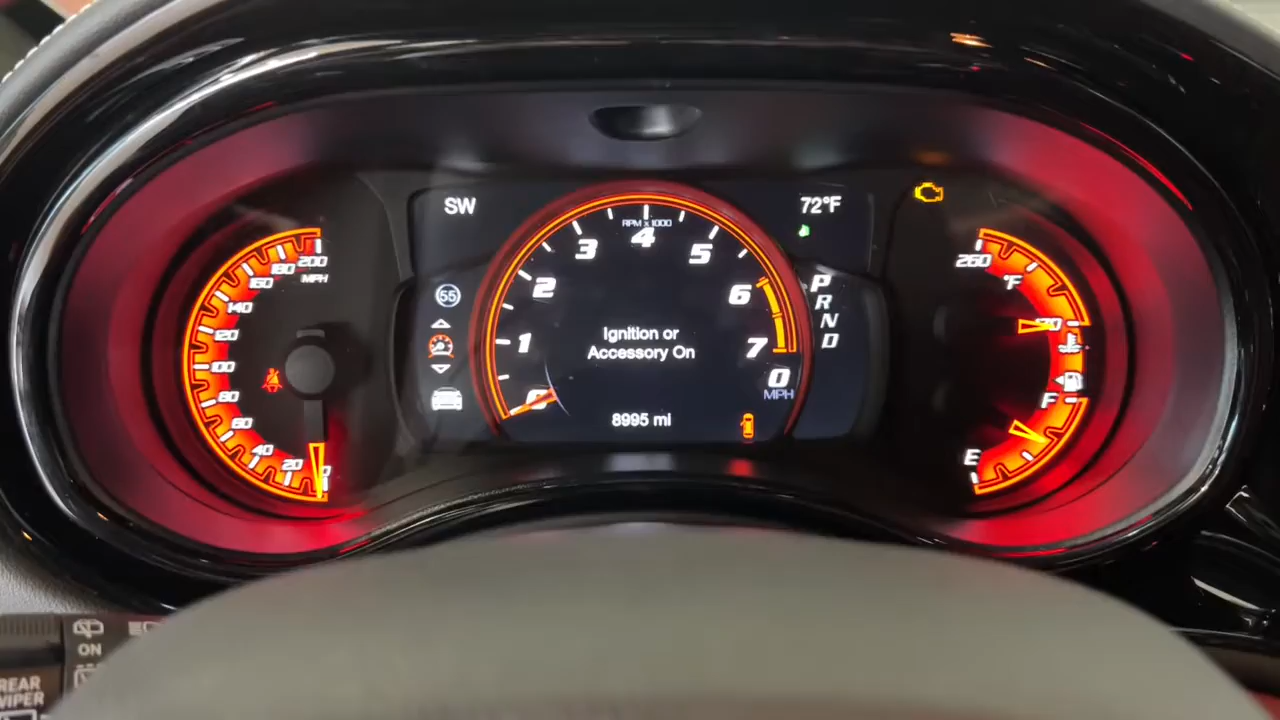 SW
72°F
RPM x 1000
0
1
2
3
4
5
6
7
55
P
R
N
D
Ignition or
Accessory On
0
MPH
8995 mi
200
180
MPH
160
140
120
100
80
60
40
20
0
260
°F
F
E
ON
REAR
WIPER